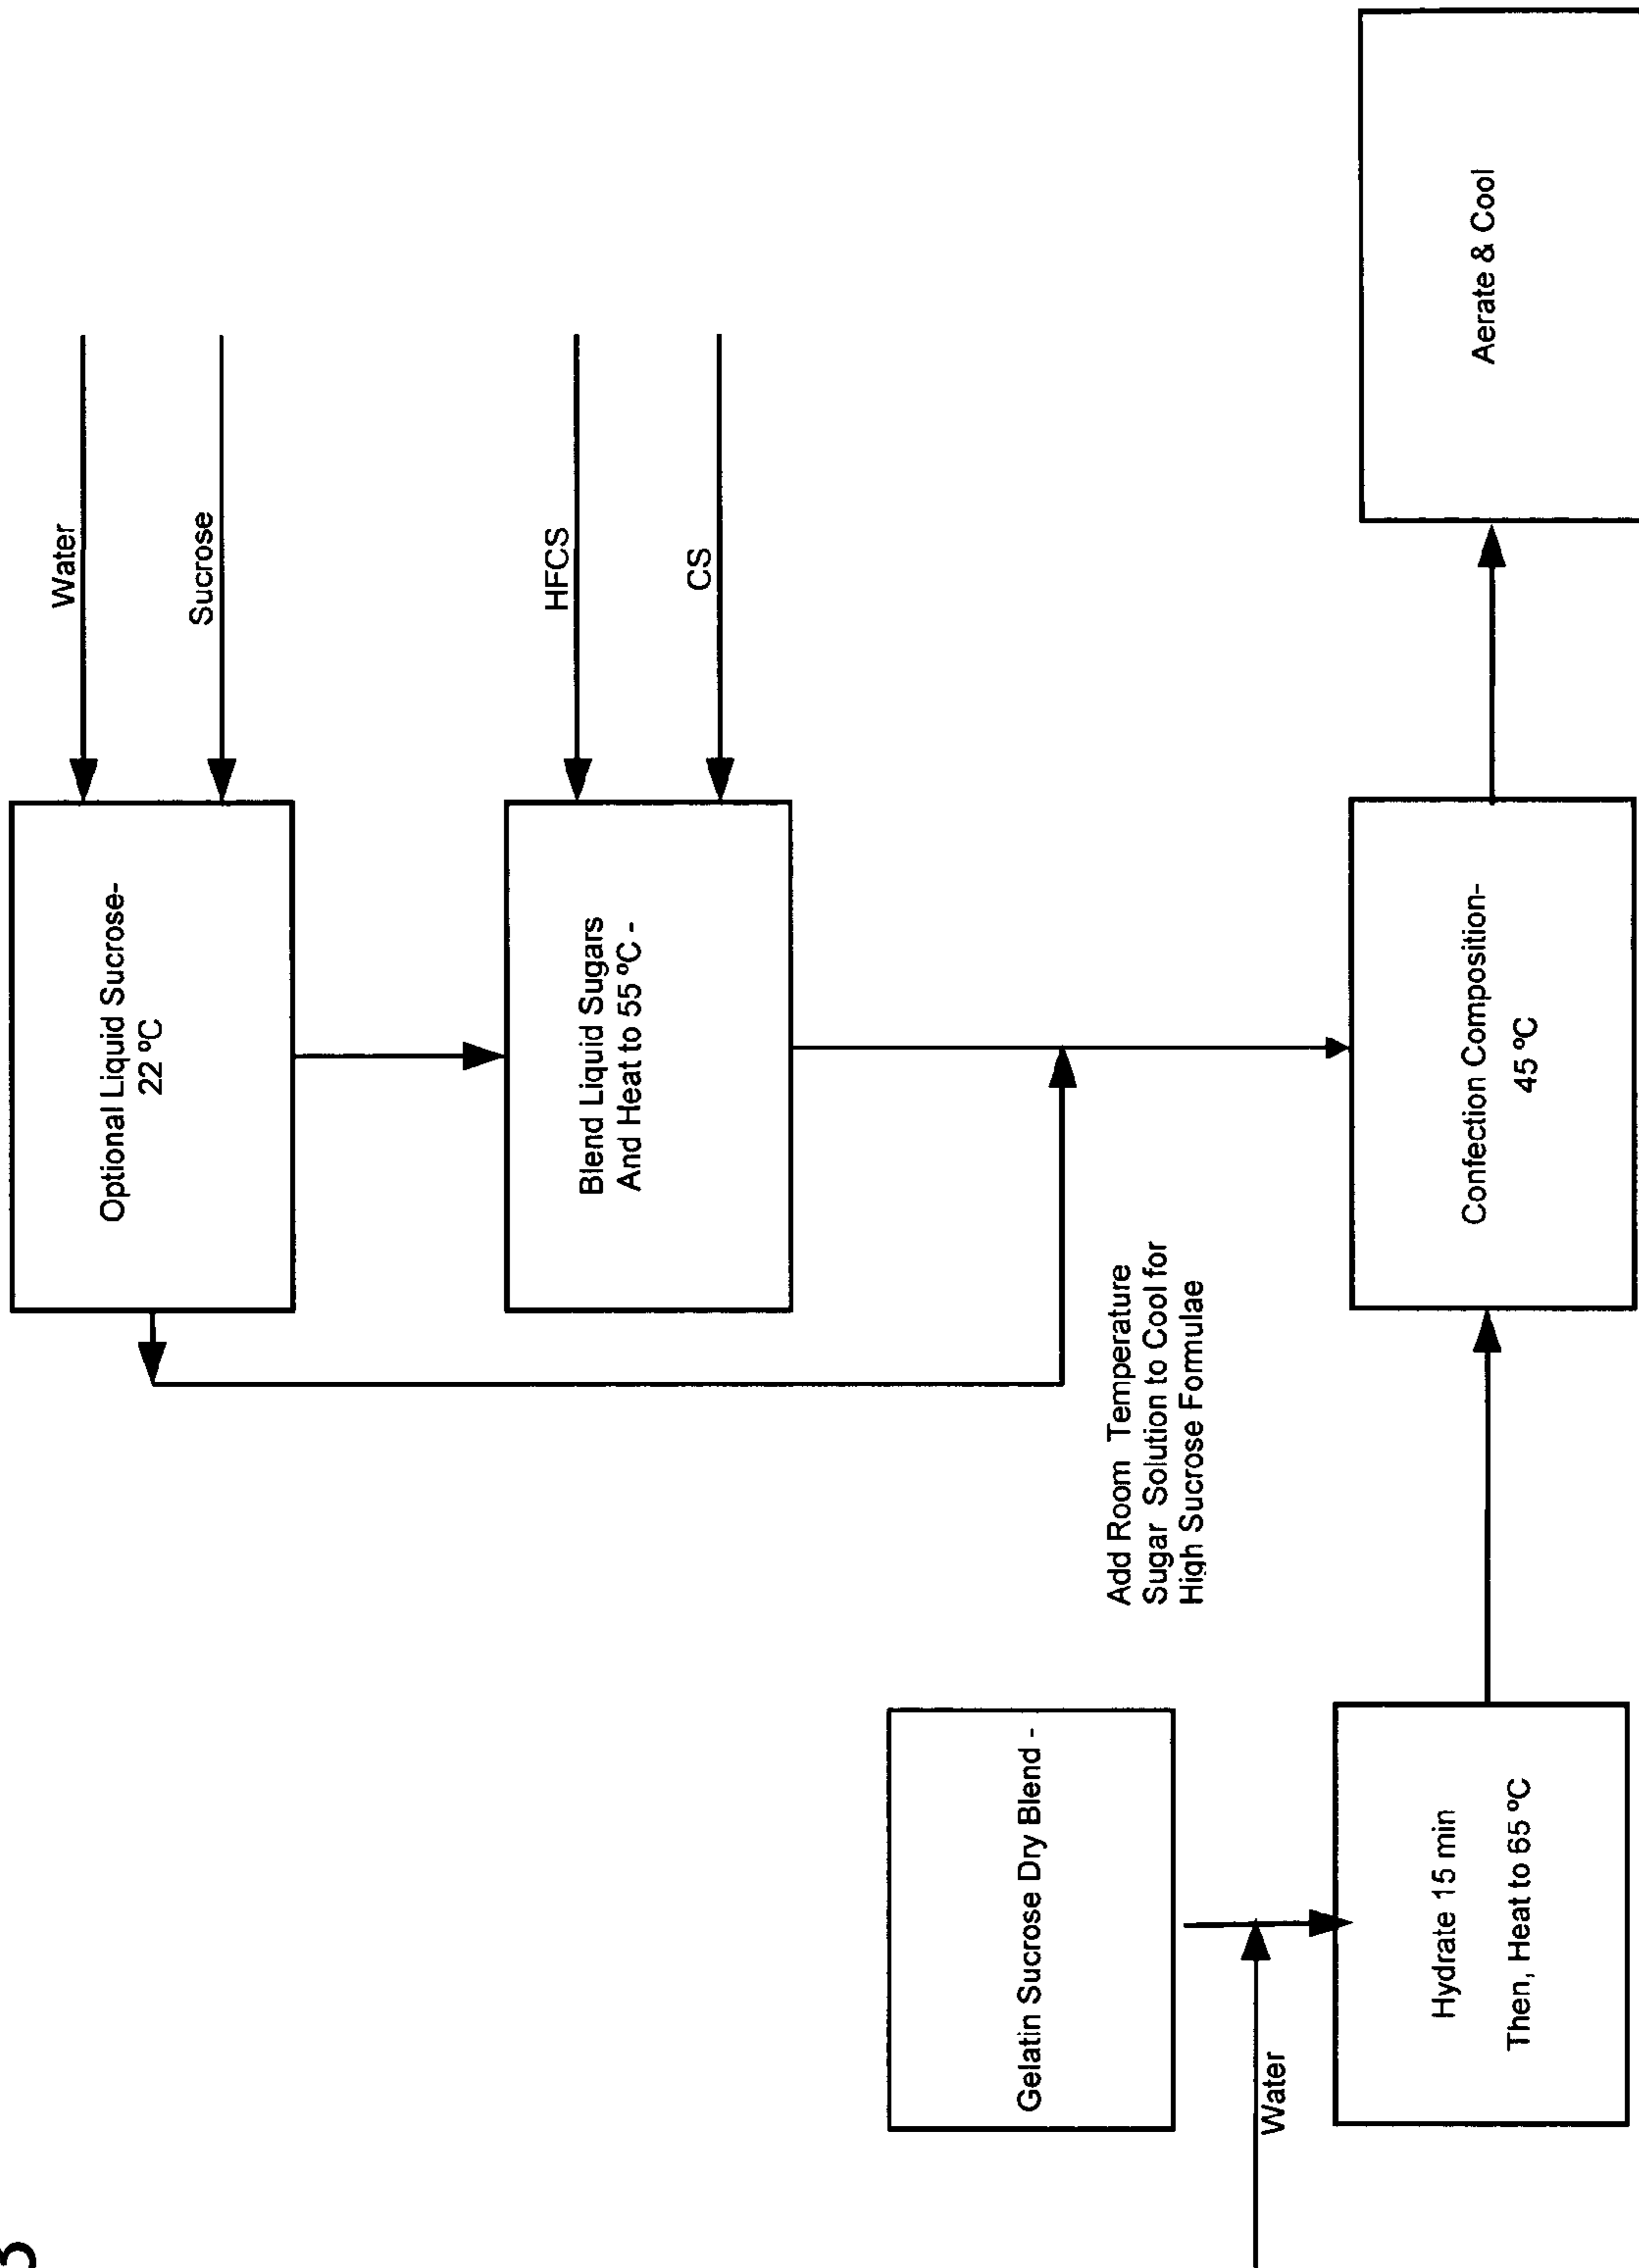 3
Water
Optional Liquid Sucrose-
22 ºC
Sucrose
HFCS
Blend Liquid Sugars
And Heat to 55 ºC -
CS
Gelatin Sucrose Dry Blend -
Add Room Temperature
Sugar Solution to Cool for
High Sucrose Formulae
Water
Hydrate 15 min
Then, Heat to 65 ºC
Confection Composition-
45 ºC
Aerate & Cool